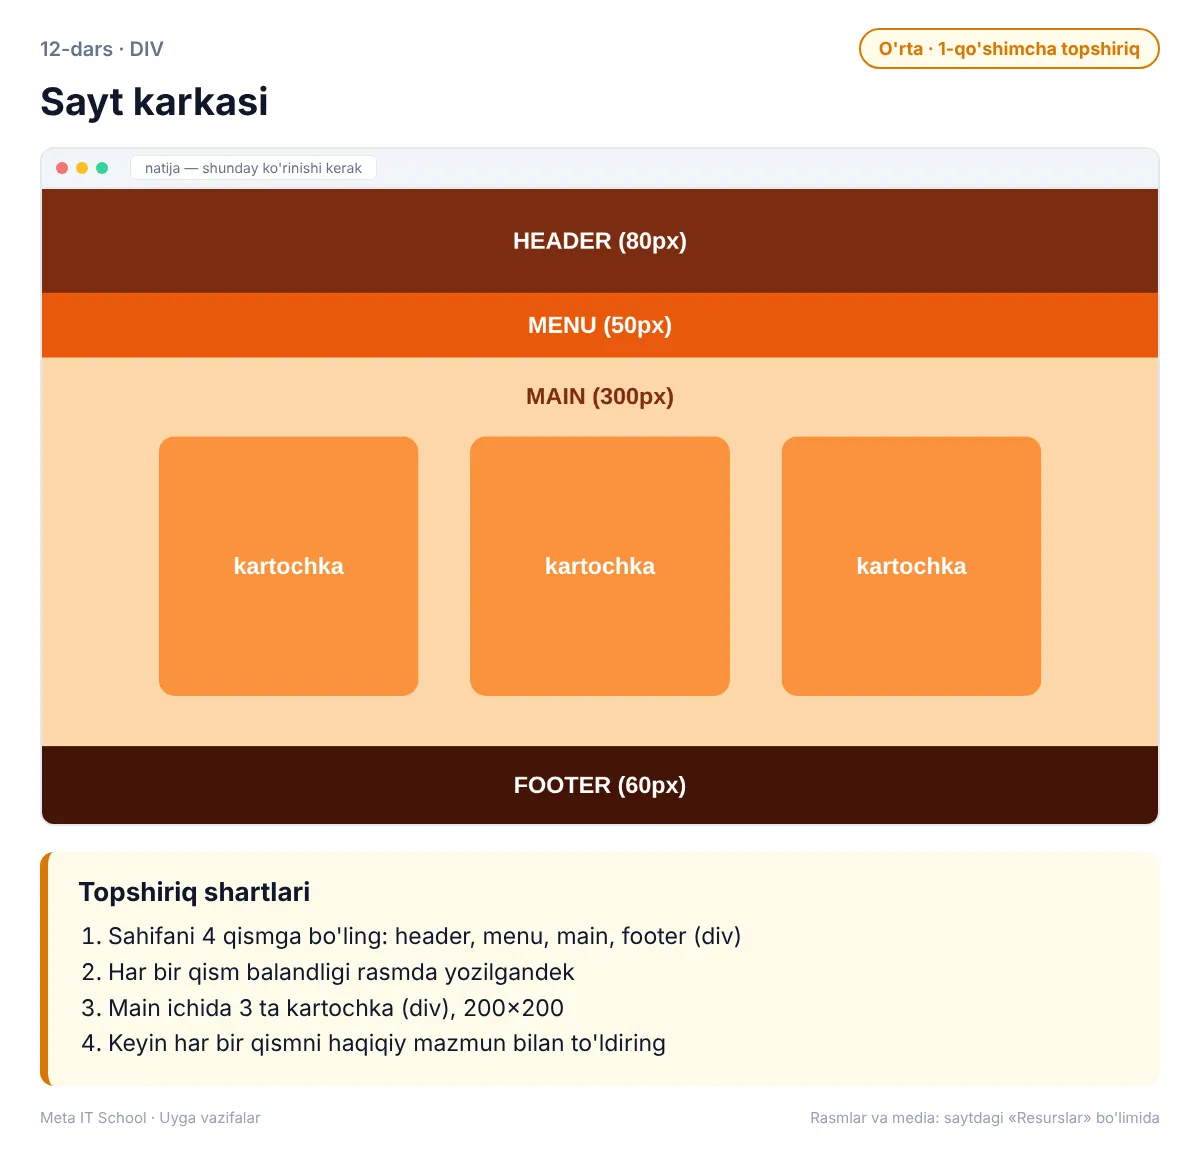 12-dars · DIV
O'rta · 1-qo'shimcha topshiriq
Sayt karkasi
natija — shunday ko'rinishi kerak
HEADER (80px)
MENU (50px)
MAIN (300px)
kartochka
kartochka
kartochka
FOOTER (60px)
Topshiriq shartlari
1. Sahifani 4 qismga bo'ling: header, menu, main, footer (div)
2. Har bir qism balandligi rasmda yozilgandek
3. Main ichida 3 ta kartochka (div), 200×200
4. Keyin har bir qismni haqiqiy mazmun bilan to'ldiring
Meta IT School · Uyga vazifalar
Rasmlar va media: saytdagi «Resurslar» bo'limida